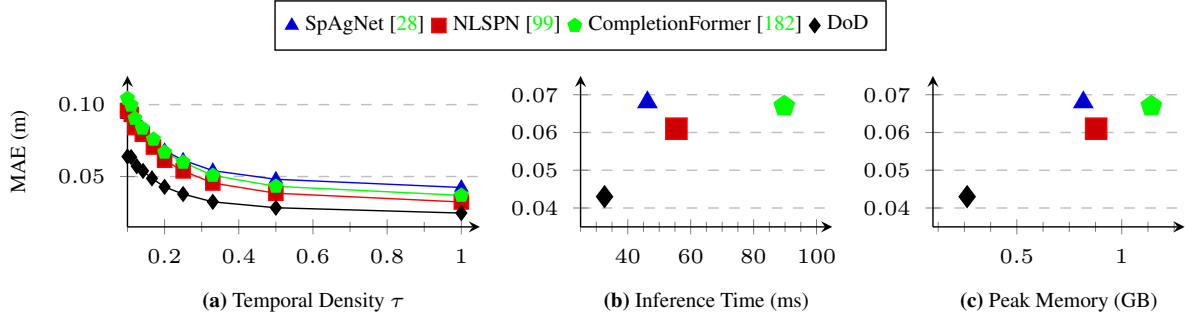 SpAgNet [28] NLSPN [99] CompletionFormer [182] DoD
MAE (m)
0.10
0.05
0.2 0.4 0.6 0.8 1
(a) Temporal Density τ
0.07
0.06
0.05
0.04
40 60 80 100
(b) Inference Time (ms)
0.07
0.06
0.05
0.04
0.5 1
(c) Peak Memory (GB)